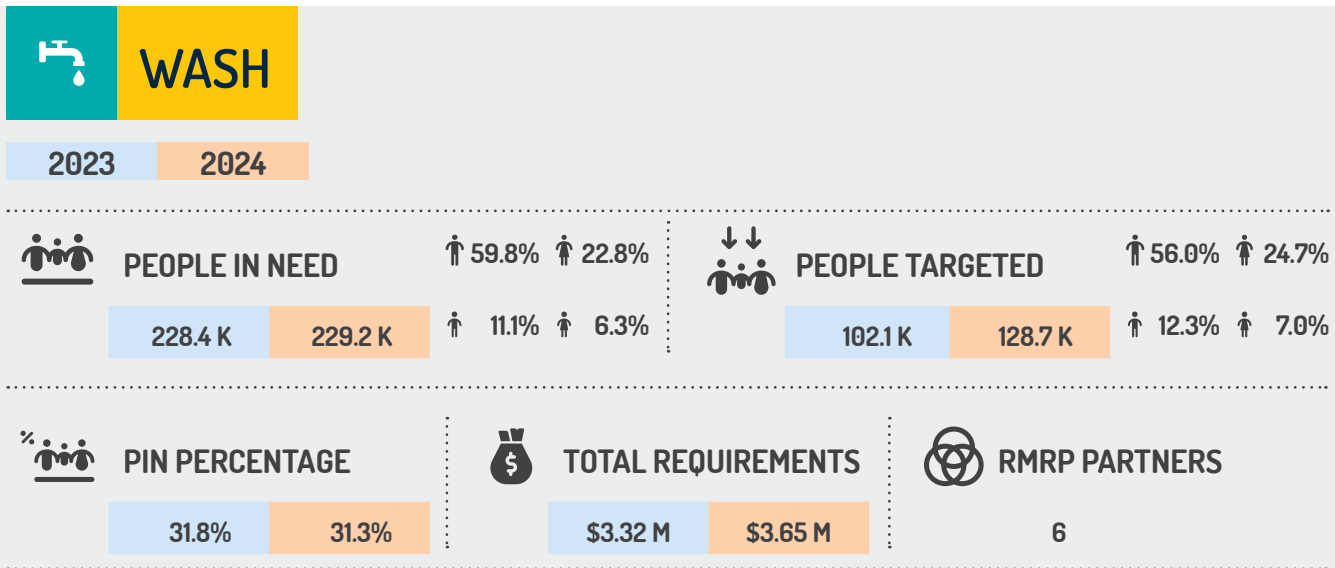 WASH
2023 2024
PEOPLE IN NEED 59.8% 22.8%
228.4 K 229.2 K 11.1% 6.3%
PEOPLE TARGETED 56.0% 24.7%
102.1 K 128.7 K 12.3% 7.0%
% PIN PERCENTAGE
31.8% 31.3%
$ TOTAL REQUIREMENTS
$3.32 M $3.65 M
RMRP PARTNERS
6